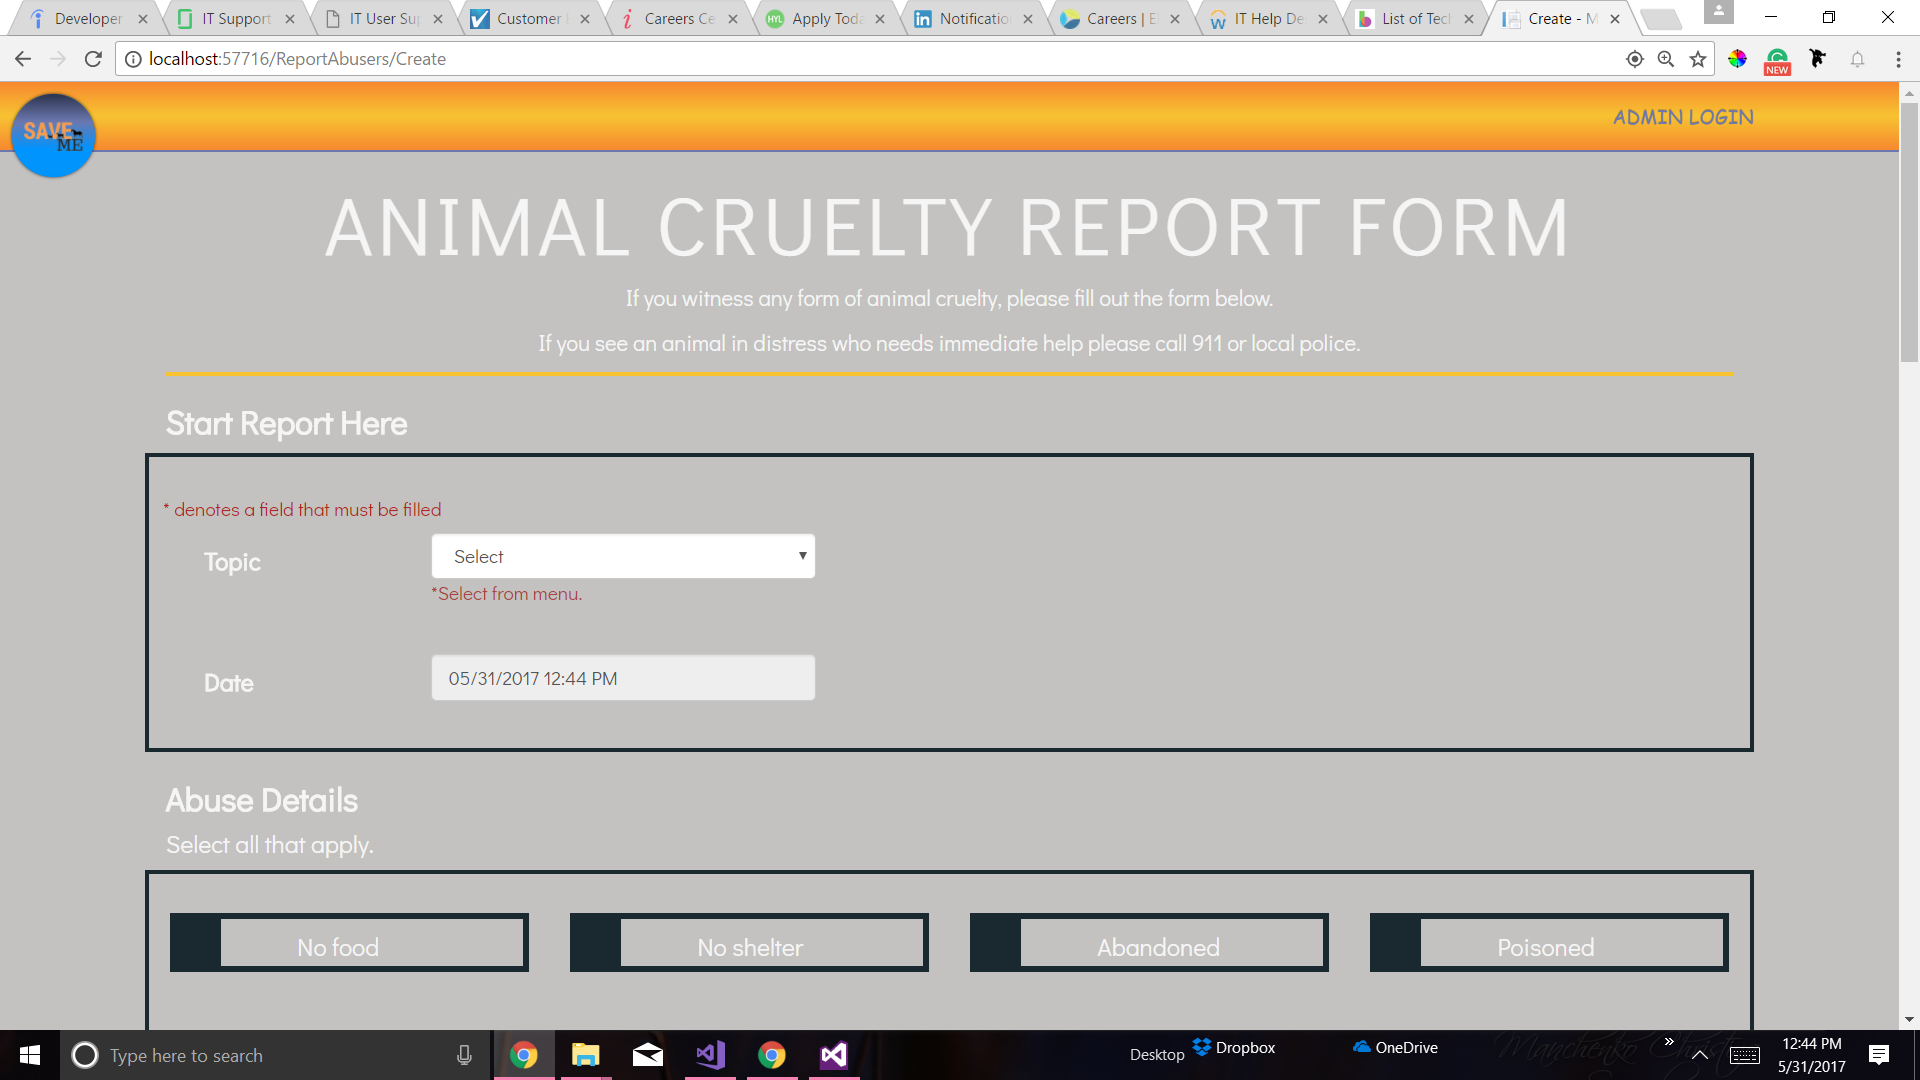 Developer
IT Support
IT User Su
Customer
Careers Ce
HYL
Apply Toda
in
Notificatio
Careers | E
IT Help De
List of Tec
Create - M
localhost:57716/ReportAbusers/Create
NEW
SAVE
ME
ADMIN LOGIN
ANIMAL CRUELTY REPORT FORM
If you witness any form of animal cruelty, please fill out the form below.
If you see an animal in distress who needs immediate help please call 911 or local police.
Start Report Here
* denotes a field that must be filled
Topic
Select
*Select from menu.
Date
05/31/2017 12:44 PM
Abuse Details
Select all that apply.
No food
No shelter
Abandoned
Poisoned
Type here to search
Desktop
Dropbox
OneDrive
Manchenko
12:44 PM
5/31/2017